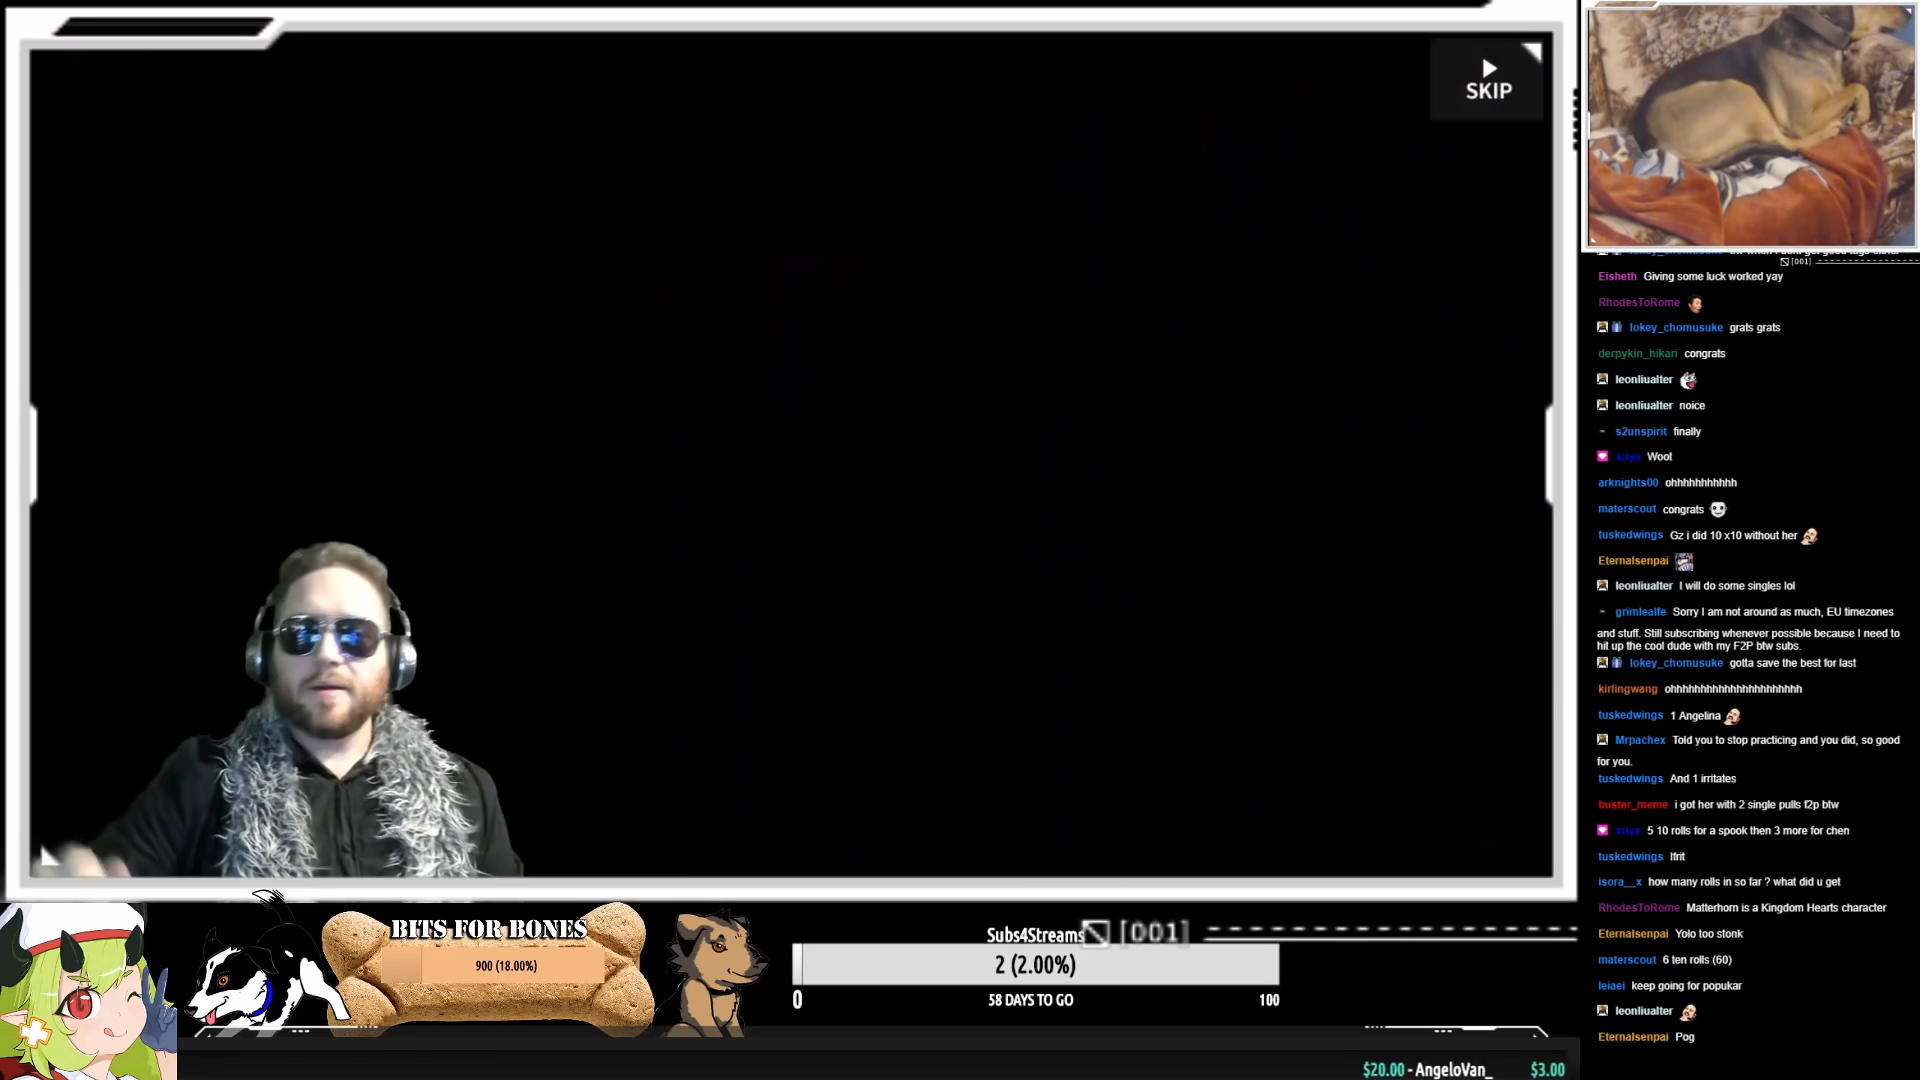 SKIP
[001]
Eisheth Giving some luck worked yay
RhodesToRome
lokey_chomusuke grats grats
derpykin_hikari congrats
leonliualter
leonliualter noice
s2unspirit finally
xriya Woot
arknights00 ohhhhhhhhhhh
materscout congrats
tuskedwings Gz i did 10 x10 without her
Eternalsenpai
leonliualter I will do some singles lol
grimlealfe Sorry I am not around as much, EU timezones
and stuff. Still subscribing whenever possible because I need to
hit up the cool dude with my F2P btw subs.
lokey_chomusuke gotta save the best for last
kirlingwang ohhhhhhhhhhhhhhhhhhhhhh
tuskedwings 1 Angelina
Mrpachex Told you to stop practicing and you did, so good
for you.
tuskedwings And 1 irritates
buster_meme i got her with 2 single pulls f2p btw
xriya 5 10 rolls for a spook then 3 more for chen
tuskedwings Ifrit
isora__x how many rolls in so far ? what did u get
RhodesToRome Matterhorn is a Kingdom Hearts character
Eternalsenpai Yolo too stonk
materscout 6 ten rolls (60)
leiaei keep going for popukar
leonliualter
Eternalsenpai Pog
BITS FOR BONES
900 (18.00%)
Subs4Streams [001]
2 (2.00%)
0 58 DAYS TO GO 100
$20.00 - AngeloVan_ $3.00